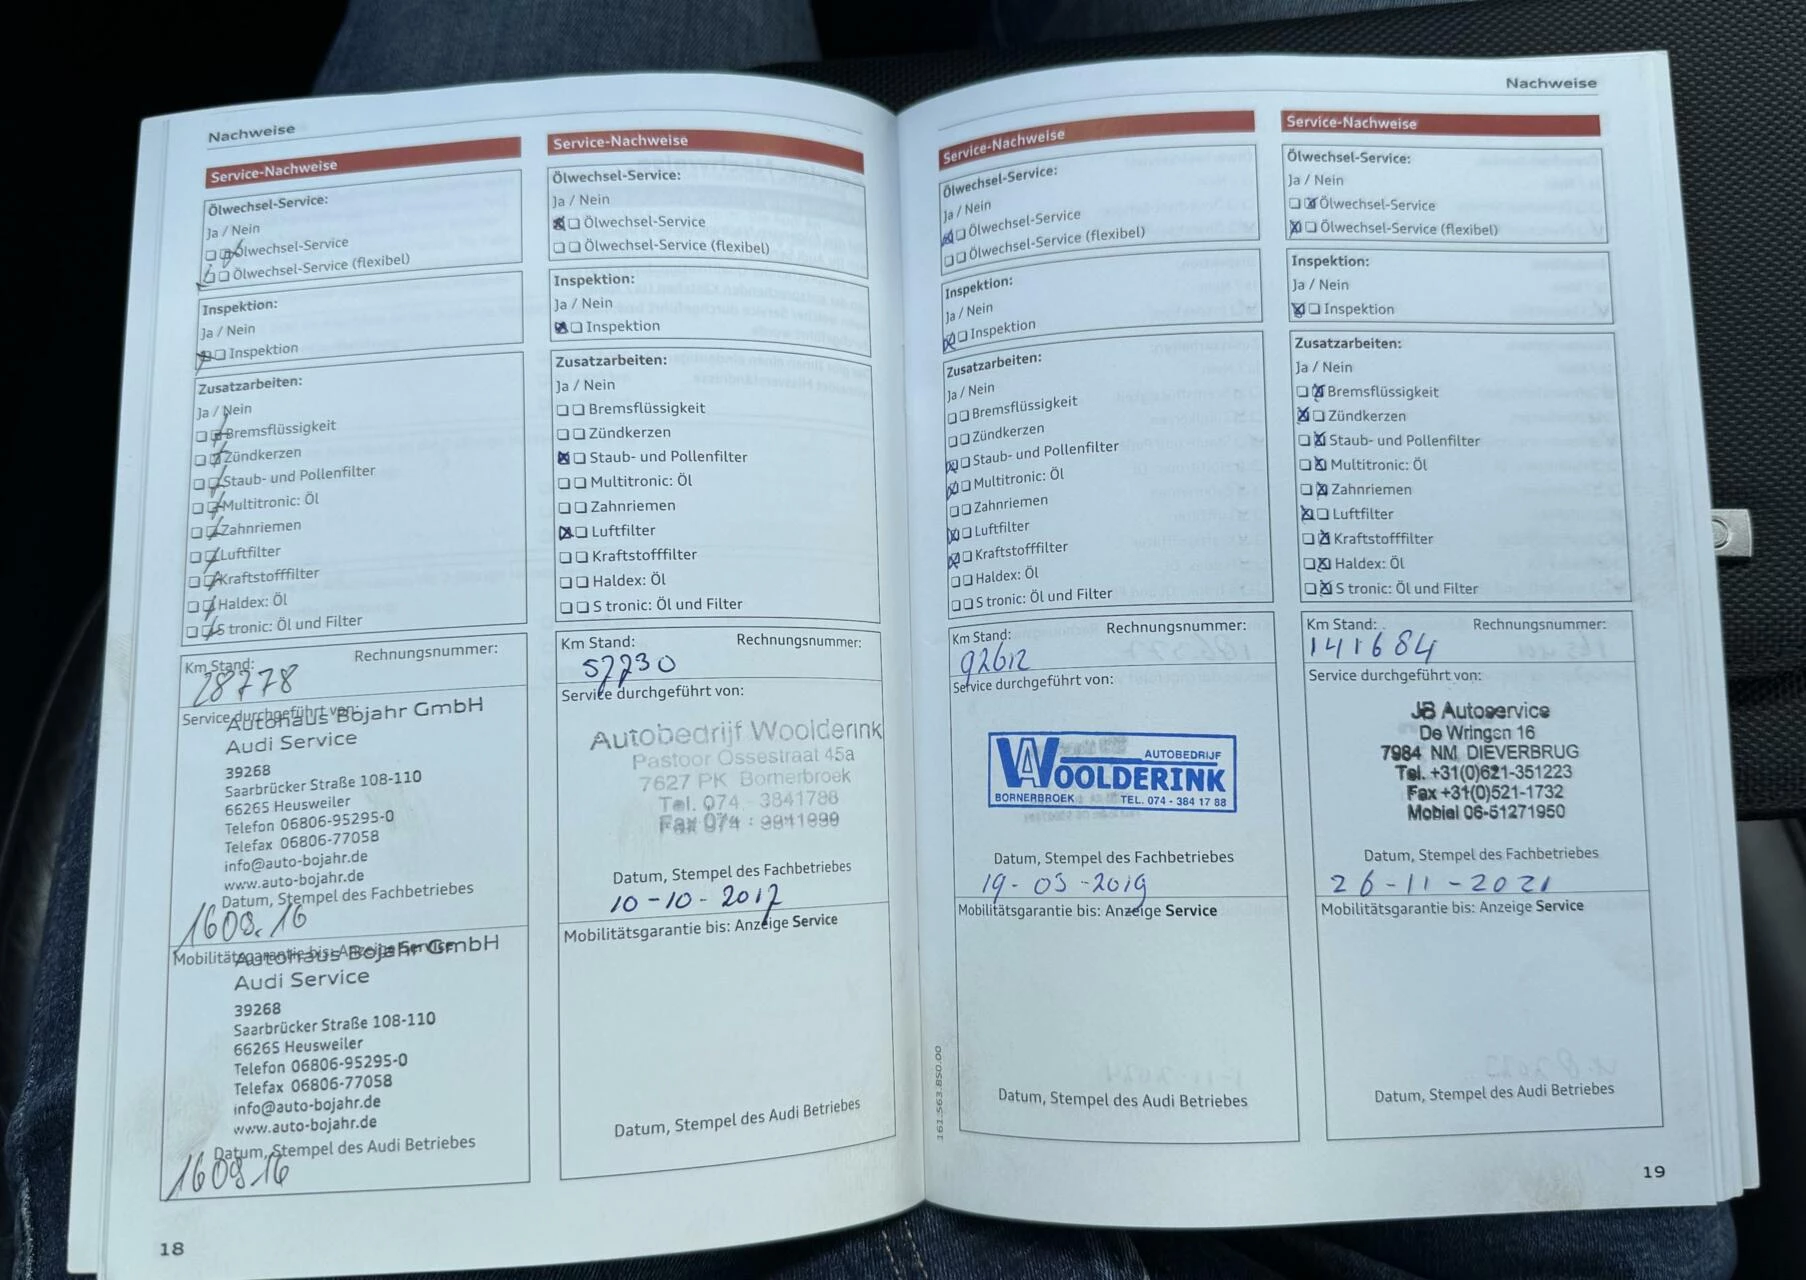 Nachweise
Service-Nachweise
Ölwechsel-Service:
Ja / Nein
Ölwechsel-Service
Ölwechsel-Service (flexibel)
Inspektion:
Ja / Nein
Inspektion
Zusatzarbeiten:
Ja / Nein
Bremsflüssigkeit
Zündkerzen
Staub- und Pollenfilter
Multitronic: Öl
Zahnriemen
Luftfilter
Kraftstofffilter
Haldex: Öl
S tronic: Öl und Filter
Km Stand: Rechnungsnummer:
28778
Service durchgeführt von:
Autohaus Bojahr GmbH
Audi Service
39268
Saarbrücker Straße 108-110
66265 Heusweiler
Telefon 06806-95295-0
Telefax 06806-77058
info@auto-bojahr.de
www.auto-bojahr.de
Datum, Stempel des Fachbetriebes
1609.16
Mobilitätsgarantie bis: Anzeige Service
Autohaus Bojahr GmbH
Audi Service
39268
Saarbrücker Straße 108-110
66265 Heusweiler
Telefon 06806-95295-0
Telefax 06806-77058
info@auto-bojahr.de
www.auto-bojahr.de
Datum, Stempel des Audi Betriebes
160916
18
Service-Nachweise
Ölwechsel-Service:
Ja / Nein
Ölwechsel-Service
Ölwechsel-Service (flexibel)
Inspektion:
Ja / Nein
Inspektion
Zusatzarbeiten:
Ja / Nein
Bremsflüssigkeit
Zündkerzen
Staub- und Pollenfilter
Multitronic: Öl
Zahnriemen
Luftfilter
Kraftstofffilter
Haldex: Öl
S tronic: Öl und Filter
Km Stand: Rechnungsnummer:
57730
Service durchgeführt von:
Autobedrijf Woolderink
Pastoor Ossestraat 45a
7627 PK Bornerbroek
Tel. 074 - 3841788
Fax 074 :
Datum, Stempel des Fachbetriebes
10-10-2017
Mobilitätsgarantie bis: Anzeige Service
Datum, Stempel des Audi Betriebes
Nachweise
Service-Nachweise
Ölwechsel-Service:
Ja / Nein
Ölwechsel-Service
Ölwechsel-Service (flexibel)
Inspektion:
Ja / Nein
Inspektion
Zusatzarbeiten:
Ja / Nein
Bremsflüssigkeit
Zündkerzen
Staub- und Pollenfilter
Multitronic: Öl
Zahnriemen
Luftfilter
Kraftstofffilter
Haldex: Öl
S tronic: Öl und Filter
Km Stand: Rechnungsnummer:
92612
Service durchgeführt von:
AUTOBEDRIJF
WOOLDERINK
BORNERBROEK TEL. 074 - 384 17 88
Datum, Stempel des Fachbetriebes
19-03-2019
Mobilitätsgarantie bis: Anzeige Service
Datum, Stempel des Audi Betriebes
161.563.850.00
Service-Nachweise
Ölwechsel-Service:
Ja / Nein
Ölwechsel-Service
Ölwechsel-Service (flexibel)
Inspektion:
Ja / Nein
Inspektion
Zusatzarbeiten:
Ja / Nein
Bremsflüssigkeit
Zündkerzen
Staub- und Pollenfilter
Multitronic: Öl
Zahnriemen
Luftfilter
Kraftstofffilter
Haldex: Öl
S tronic: Öl und Filter
Km Stand: Rechnungsnummer:
141684
Service durchgeführt von:
JB Autoservice
De Wringen 16
7984 NM DIEVERBRUG
Tel. +31(0)621-351223
Fax +31(0)521-1732
Mobiel 06-51271950
Datum, Stempel des Fachbetriebes
26-11-2021
Mobilitätsgarantie bis: Anzeige Service
Datum, Stempel des Audi Betriebes
19